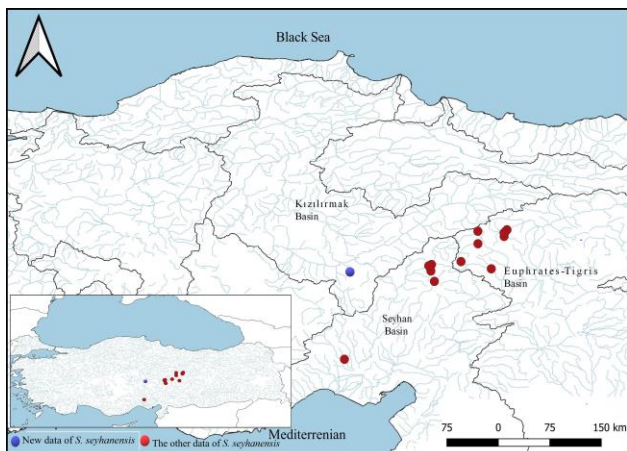 Black Sea
Kızılırmak
Basin
Euphrates-Tigris
Basin
Seyhan
Basin
Mediterrenian
75 0 75 150 km
New data of S. seyhanensis
The other data of S. seyhanensis